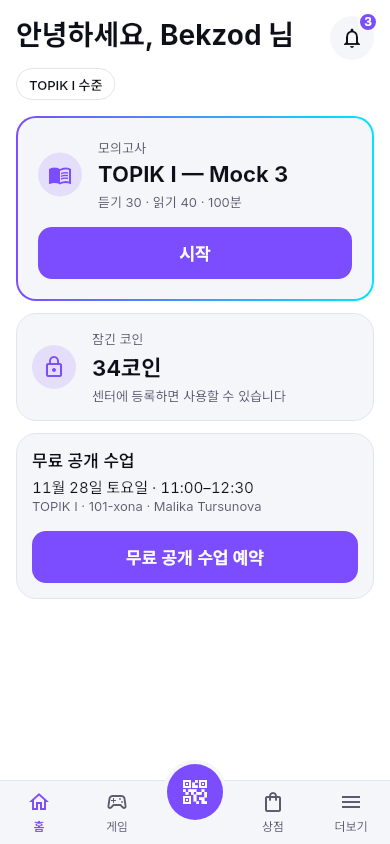 안녕하세요, Bekzod 님
3
TOPIK I 수준
모의고사
TOPIK I — Mock 3
듣기 30 · 읽기 40 · 100분
시작
잠긴 코인
34코인
센터에 등록하면 사용할 수 있습니다
무료 공개 수업
11월 28일 토요일 · 11:00–12:30
TOPIK I · 101-xona · Malika Tursunova
무료 공개 수업 예약
홈
게임
상점
더보기